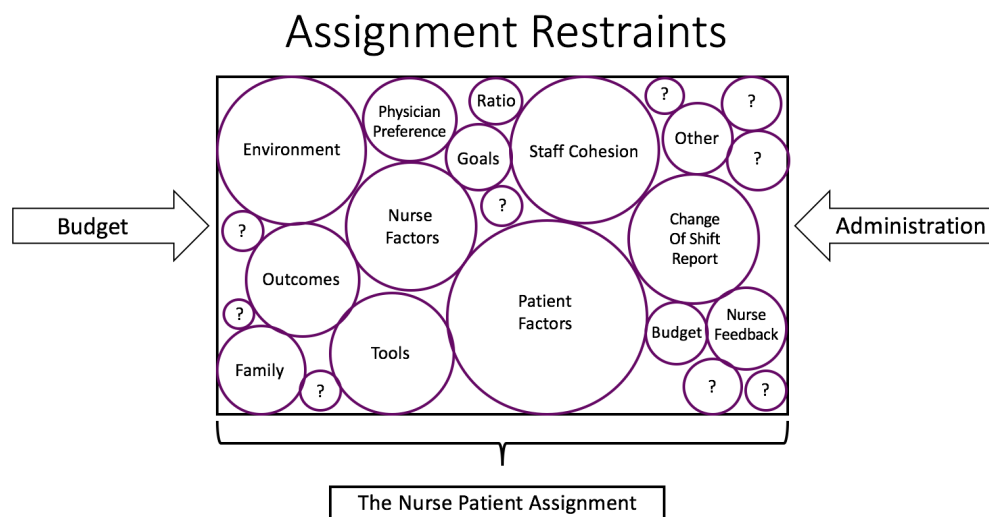 Assignment Restraints
Environment
Physician
Preference
Ratio
Goals
Staff Cohesion
?
Other
?
?
Budget
?
Nurse
Factors
?
Change
Of Shift
Report
Administration
Outcomes
?
Family
?
Tools
Patient
Factors
Budget
Nurse
Feedback
?
?
The Nurse Patient Assignment